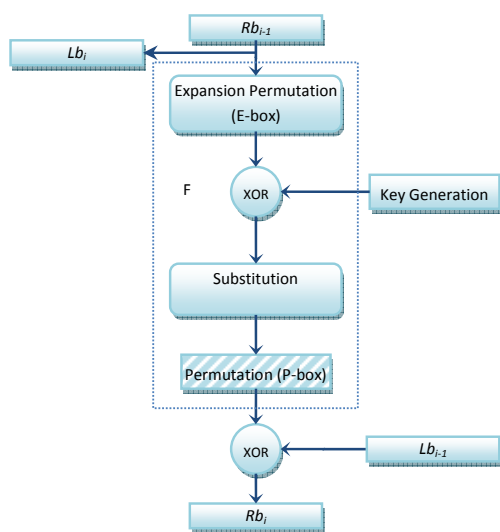 Rbi-1
Lbi
Expansion Permutation
(E-box)
F
XOR
Key Generation
Substitution
Permutation (P-box)
XOR
Lbi-1
Rbi